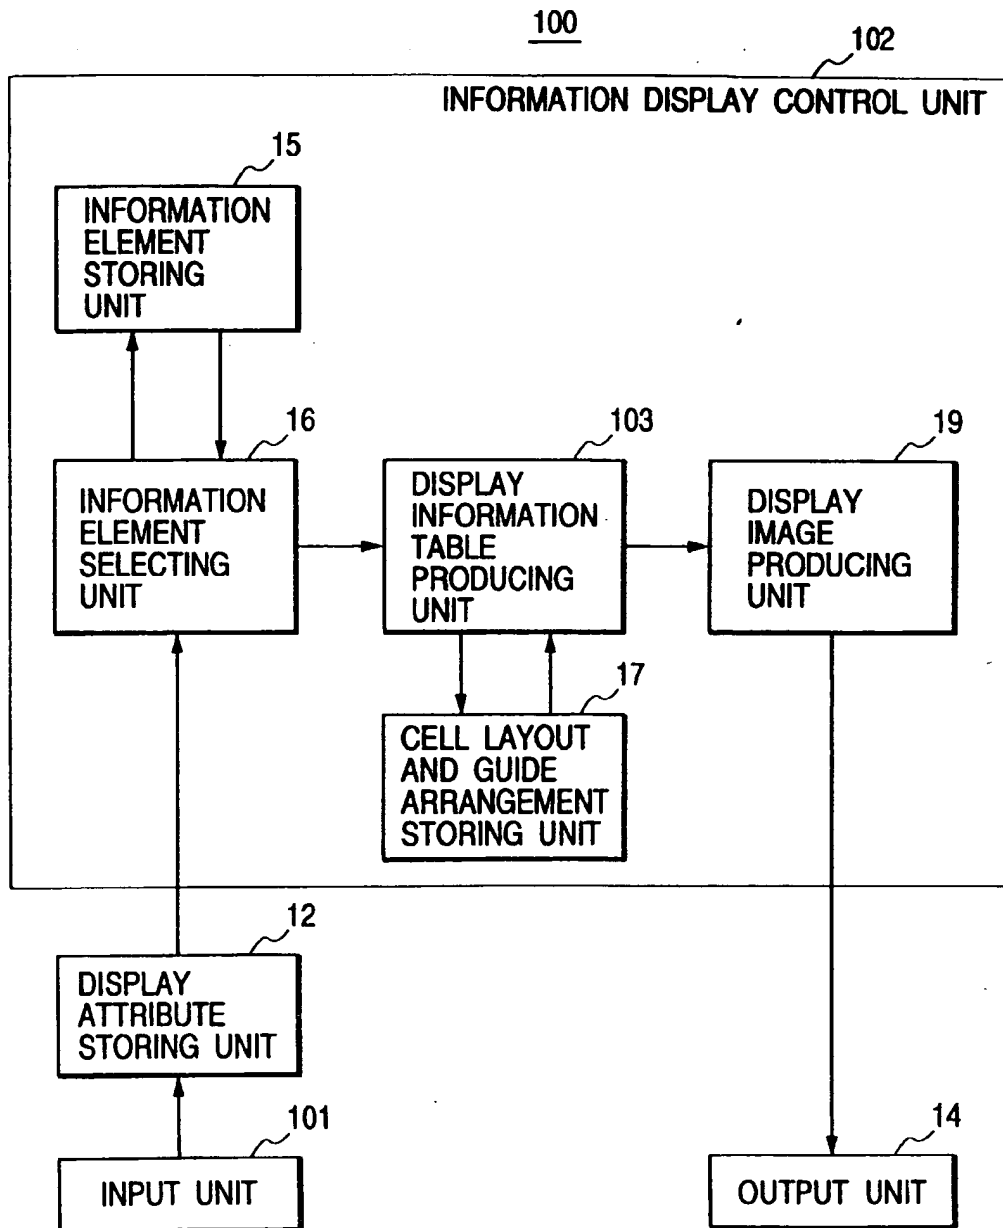 100
102
INFORMATION DISPLAY CONTROL UNIT
15
INFORMATION
ELEMENT
STORING
UNIT
16
INFORMATION
ELEMENT
SELECTING
UNIT
103
DISPLAY
INFORMATION
TABLE
PRODUCING
UNIT
19
DISPLAY
IMAGE
PRODUCING
UNIT
17
CELL LAYOUT
AND GUIDE
ARRANGEMENT
STORING UNIT
12
DISPLAY
ATTRIBUTE
STORING UNIT
101
INPUT UNIT
14
OUTPUT UNIT